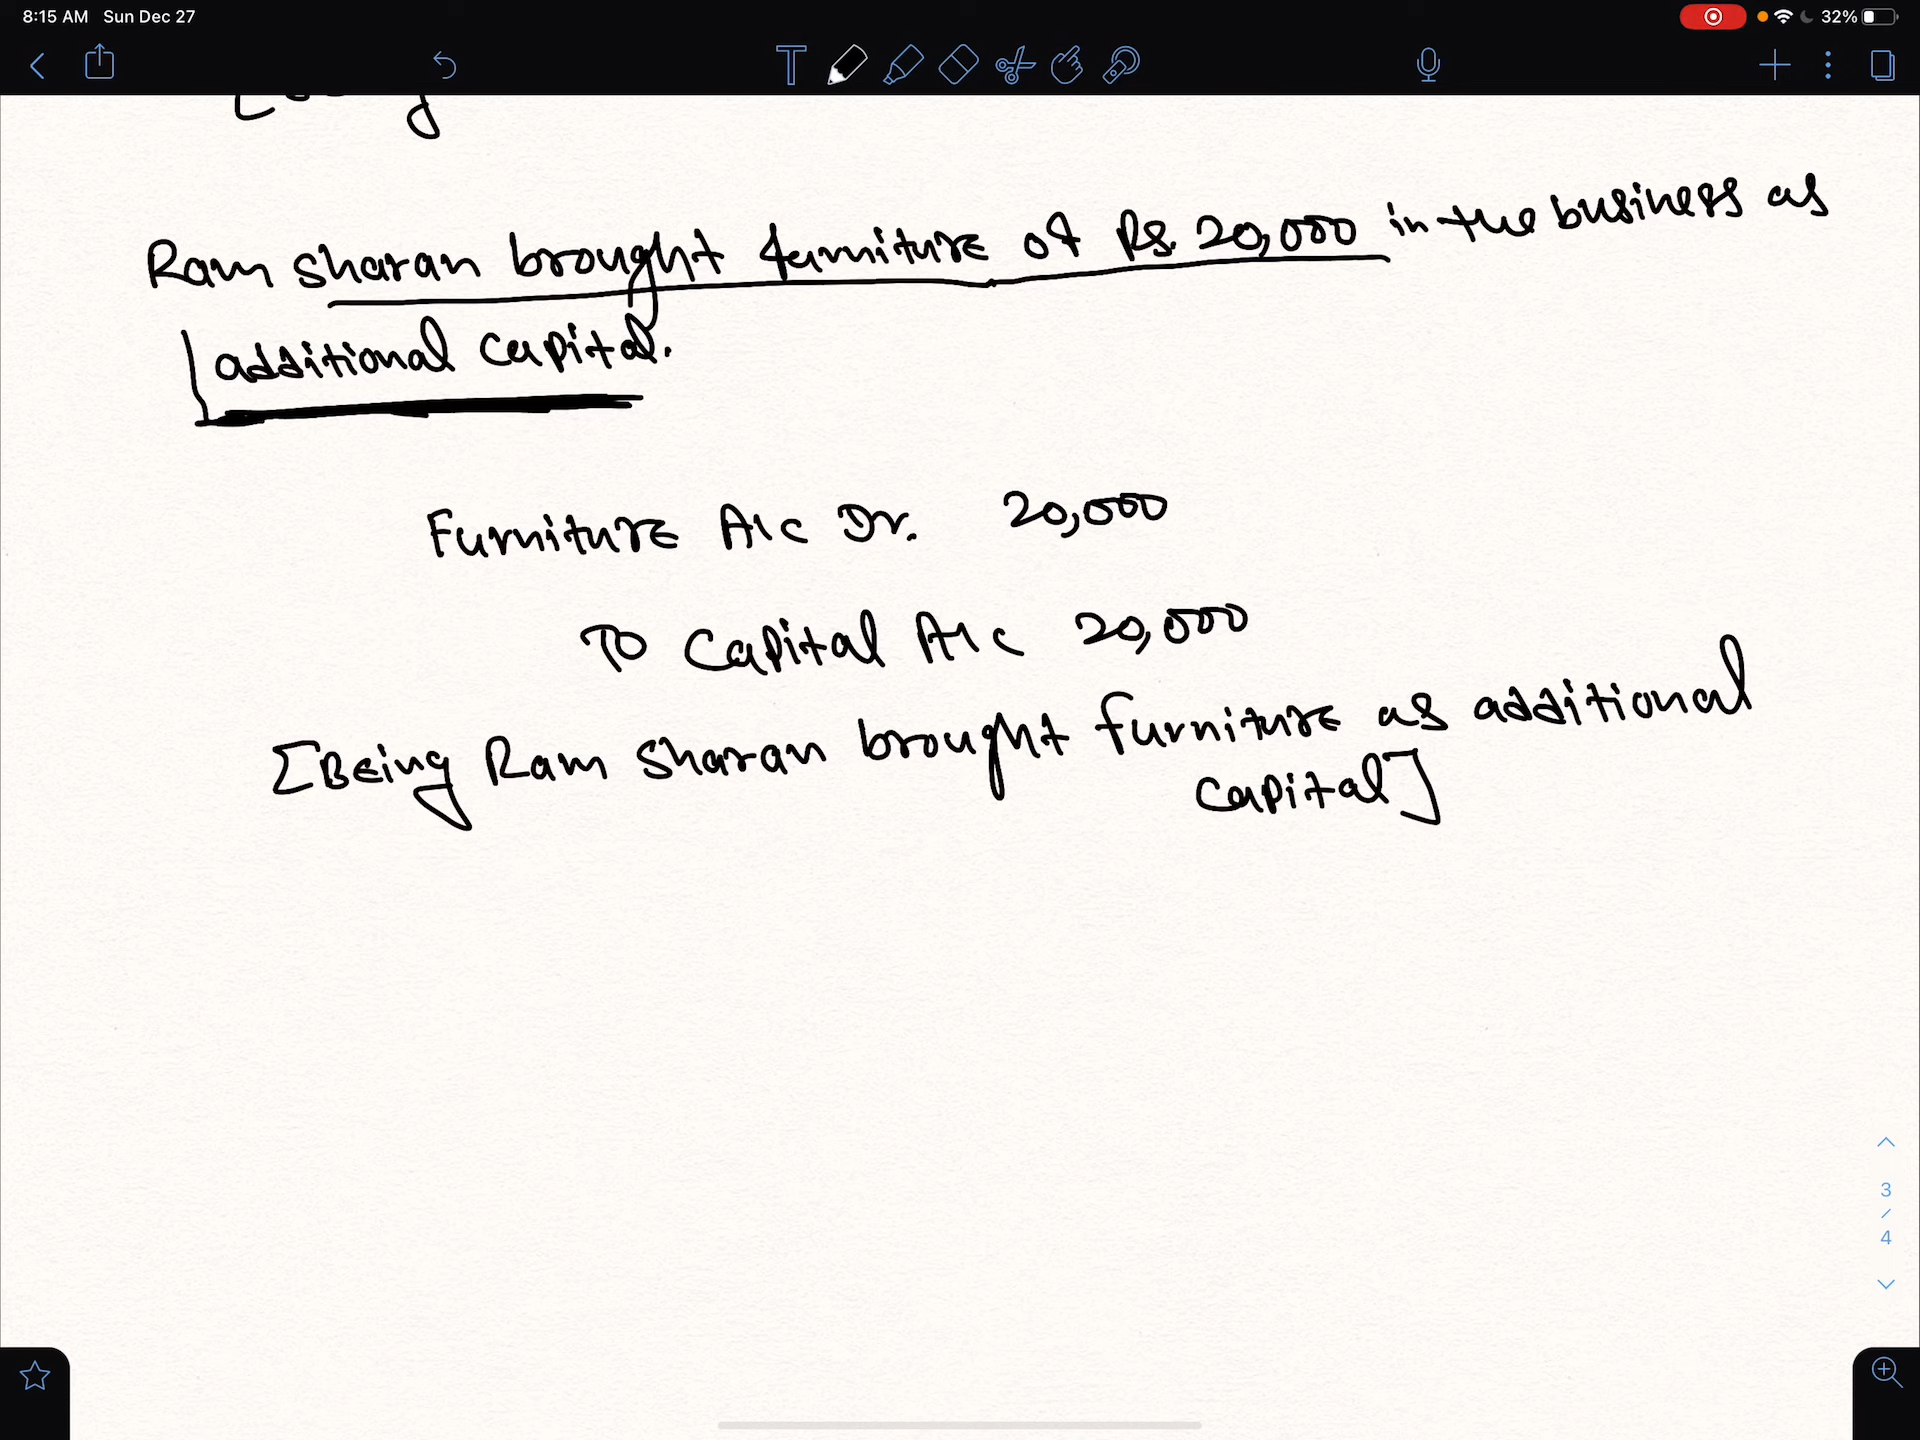 8:15 AM Sun Dec 27
32%
T
Ram sharan brought furniture of Rs. 20,000 in the business as
additional capital.
Furniture A/c Dr. 20,000
To Capital A/c 20,000
[Being Ram sharan brought furniture as additional
capital]
3
/
4